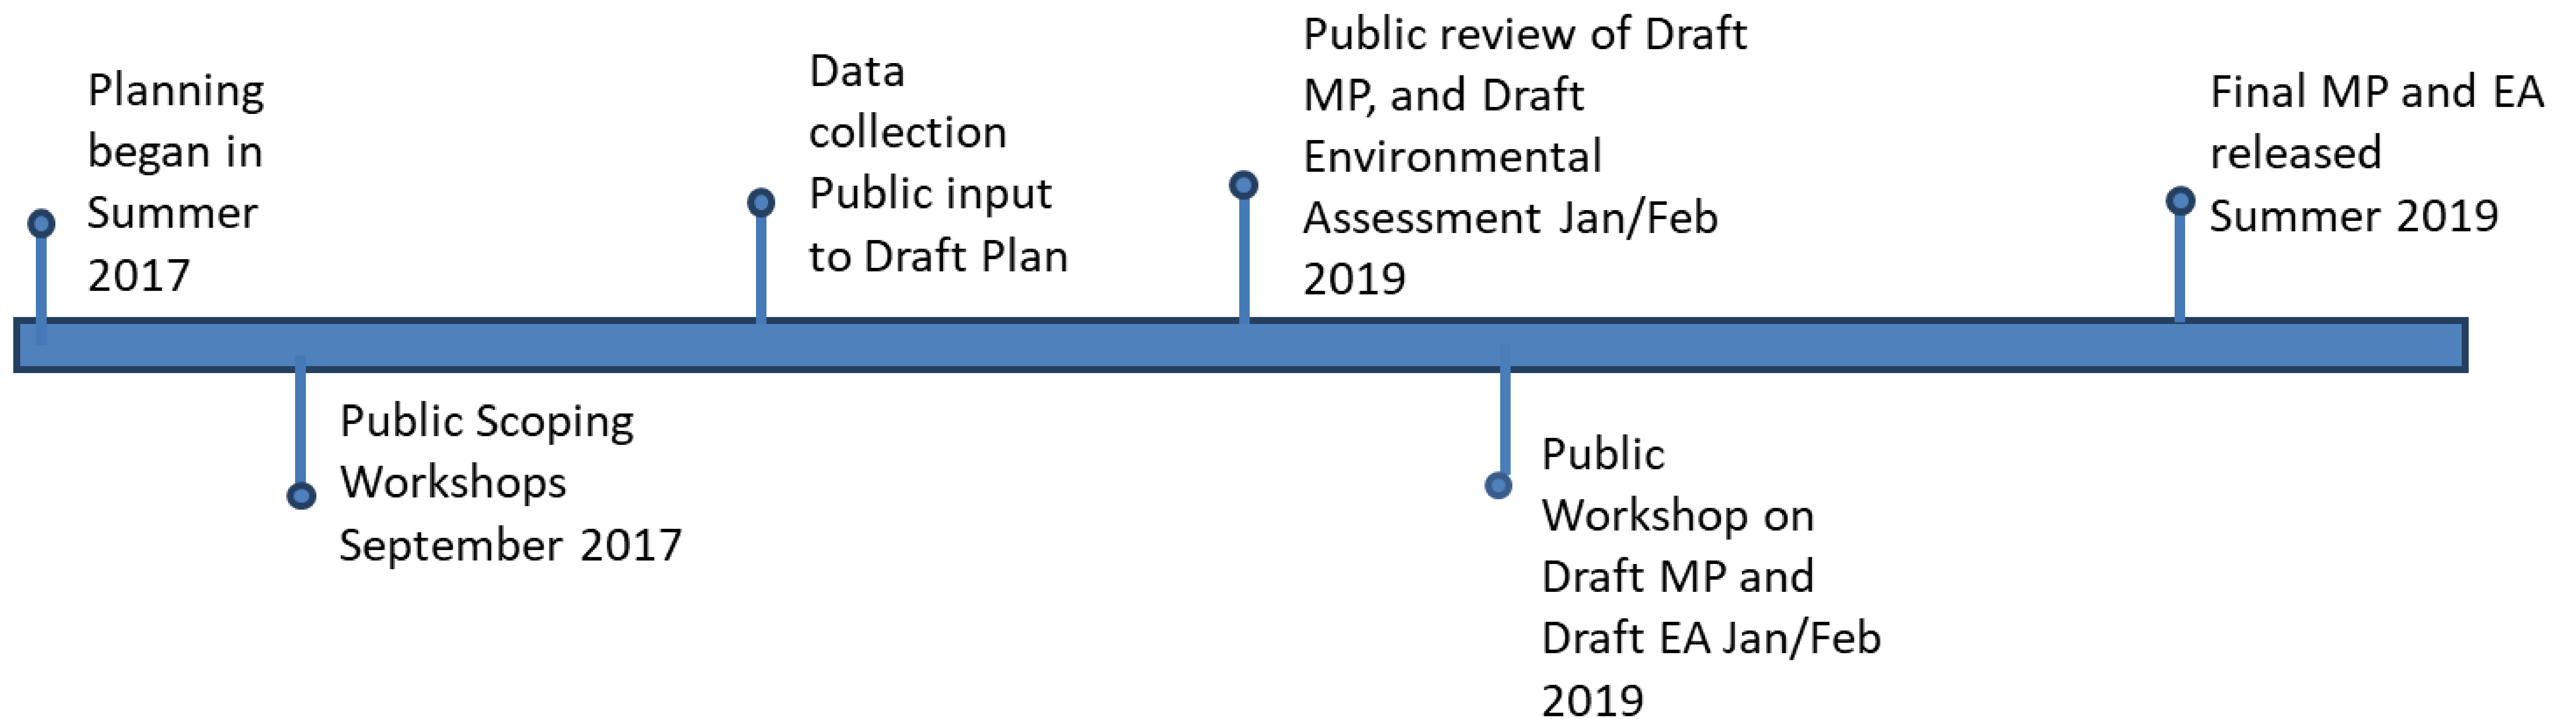 Planning
began in
Summer
2017
Public Scoping
Workshops
September 2017
Data
collection
Public input
to Draft Plan
Public review of Draft
MP, and Draft
Environmental
Assessment Jan/Feb
2019
Public
Workshop on
Draft MP and
Draft EA Jan/Feb
2019
Final MP and EA
released
Summer 2019